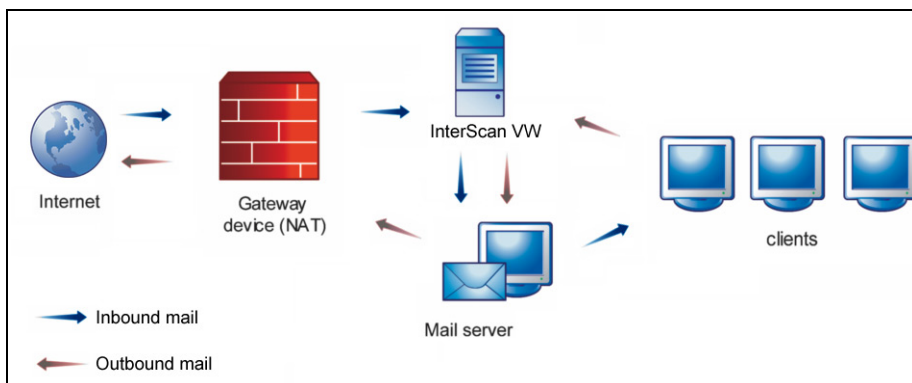 InterScan VW
Internet
Gateway
device (NAT)
clients
Mail server
Inbound mail
Outbound mail